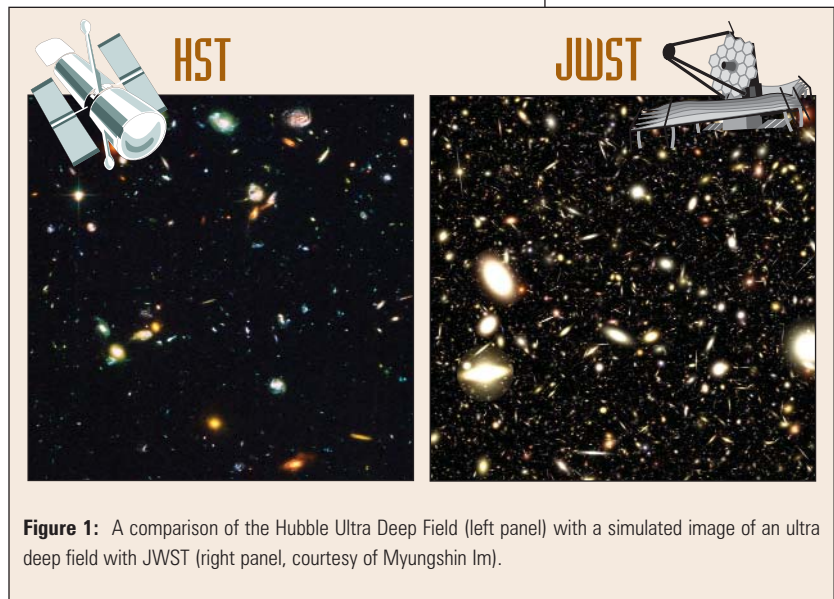 HST
JWST
Figure 1: A comparison of the Hubble Ultra Deep Field (left panel) with a simulated image of an ultra
deep field with JWST (right panel, courtesy of Myungshin Im).